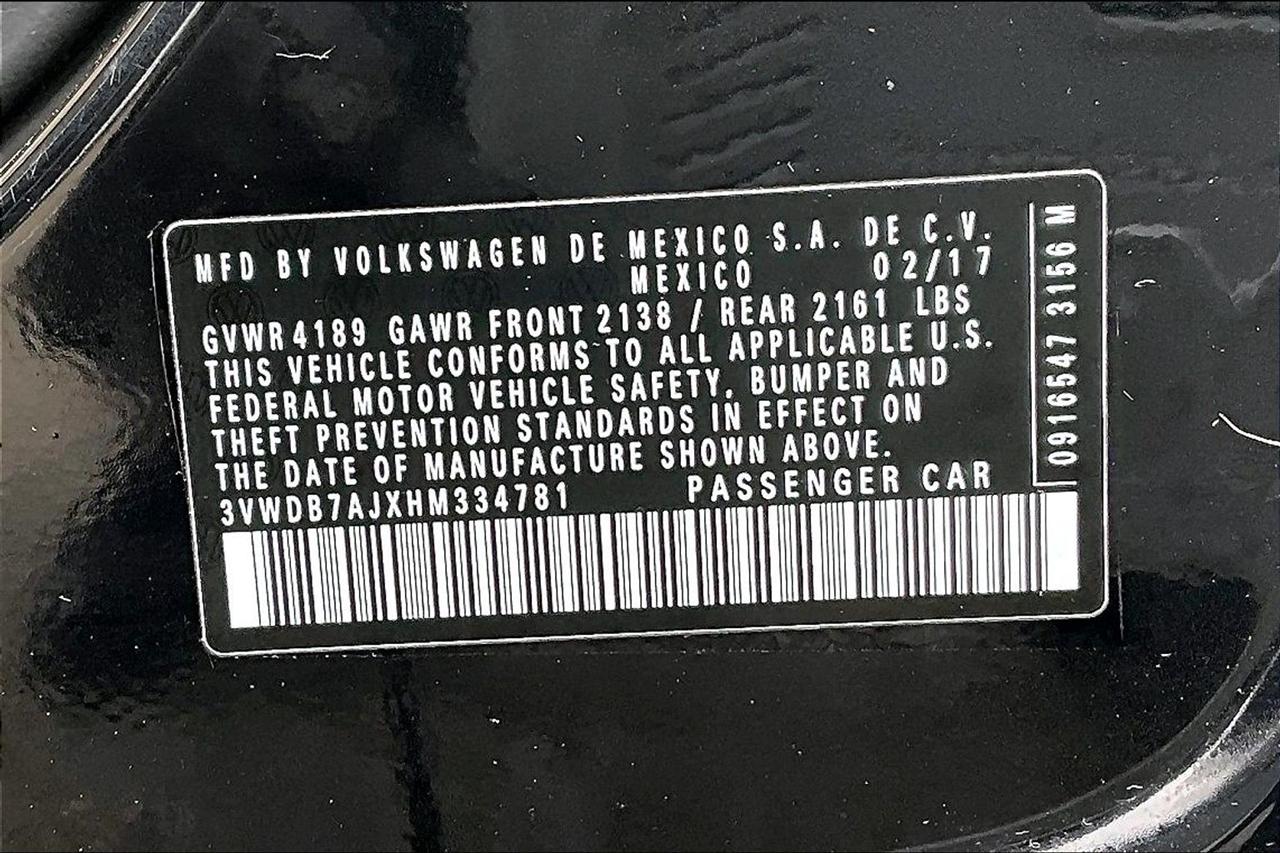 MFD BY VOLKSWAGEN DE MEXICO S.A. DE C.V.
MEXICO 02/17
GVWR 4189 GAWR FRONT 2138 / REAR 2161 LBS
THIS VEHICLE CONFORMS TO ALL APPLICABLE U.S.
FEDERAL MOTOR VEHICLE SAFETY, BUMPER AND
THEFT PREVENTION STANDARDS IN EFFECT ON
THE DATE OF MANUFACTURE SHOWN ABOVE.
3VWDB7AJXHM334781 PASSENGER CAR
0916547 3156 M